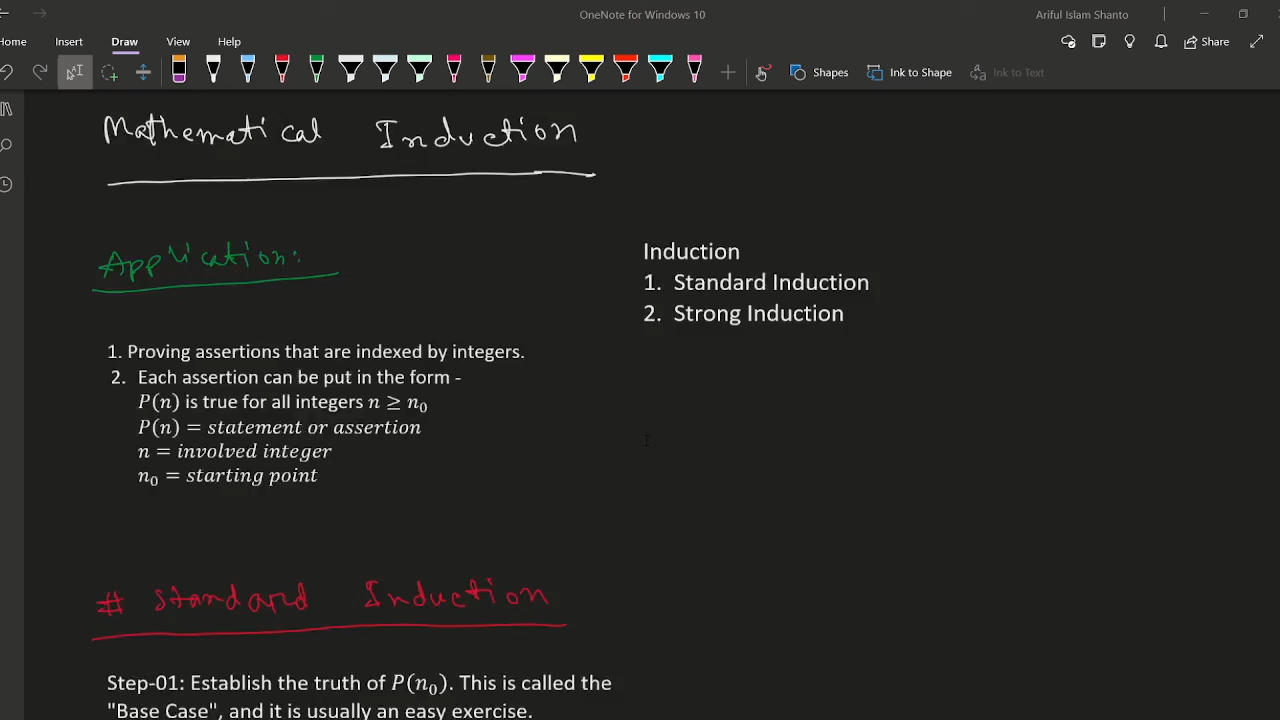 OneNote for Windows 10
Ariful Islam Shanto
Home Insert Draw View Help
Share
Shapes Ink to Shape Ink to Text
Mathematical Induction
Application:
Induction
1. Standard Induction
2. Strong Induction
1. Proving assertions that are indexed by integers.
2. Each assertion can be put in the form -
P(n) is true for all integers n ≥ n₀
P(n) = statement or assertion
n = involved integer
n₀ = starting point
# Standard Induction
Step-01: Establish the truth of P(n₀). This is called the
"Base Case", and it is usually an easy exercise.